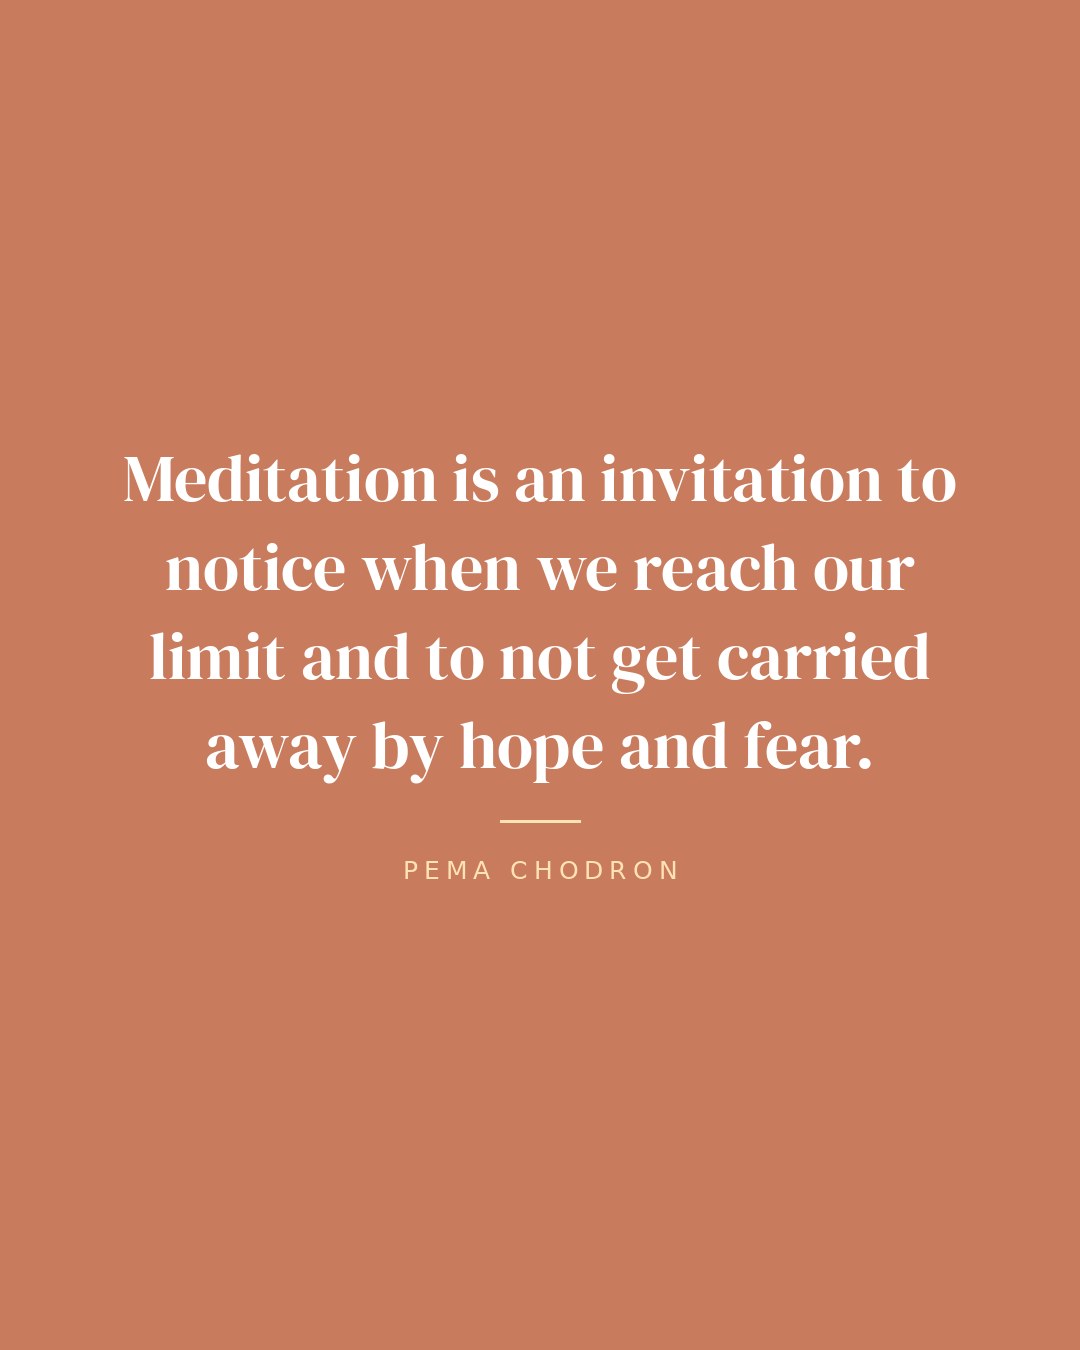 Meditation is an invitation to
notice when we reach our
limit and to not get carried
away by hope and fear.
PEMA CHODRON